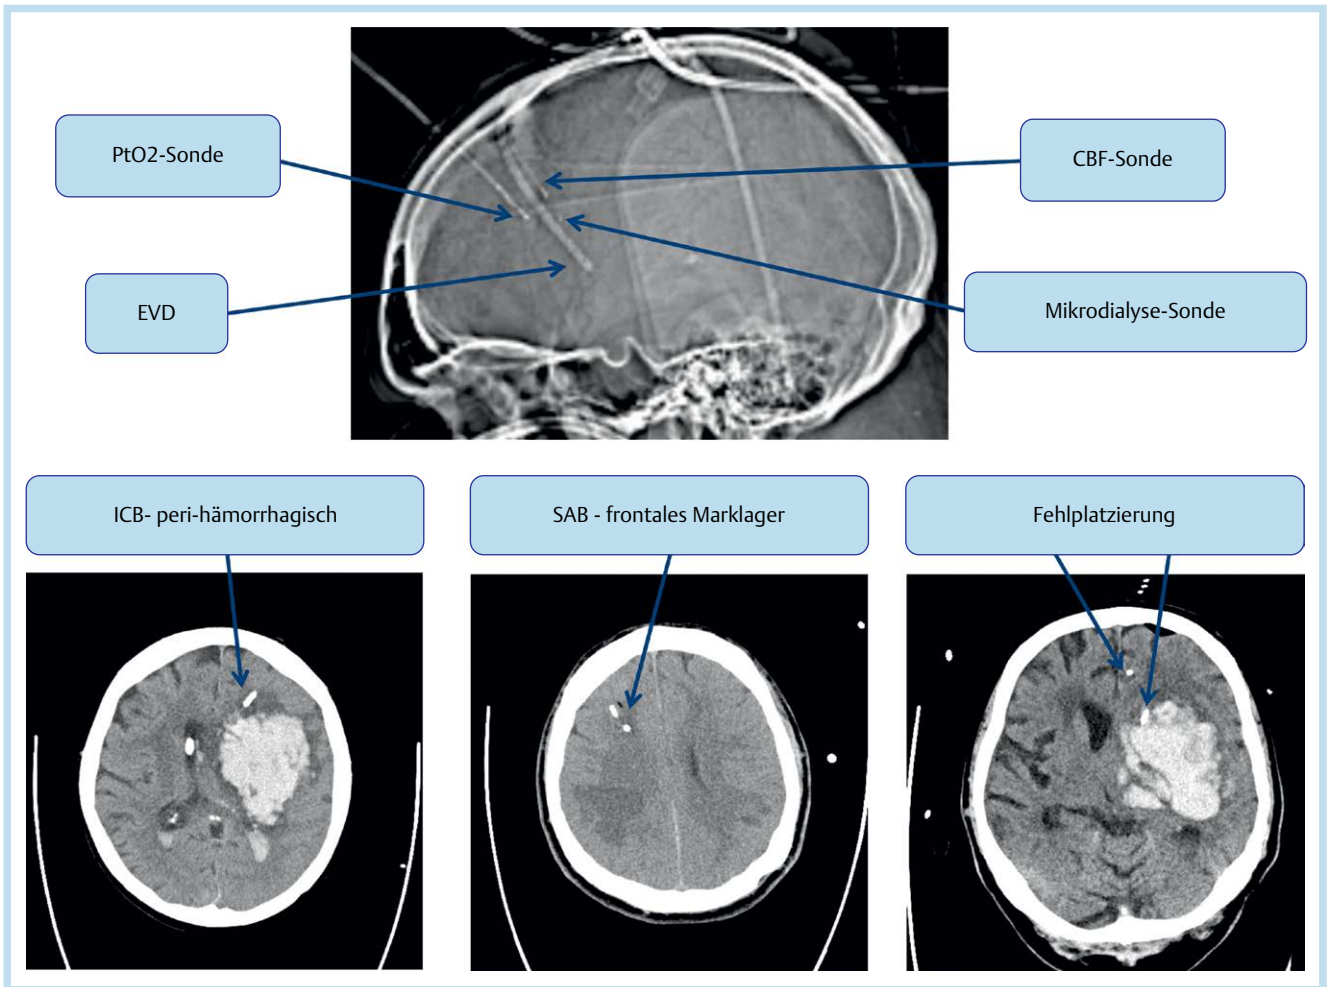 PtO2-Sonde
CBF-Sonde
EVD
Mikrodialyse-Sonde
ICB- peri-hämorrhagisch
SAB - frontales Marklager
Fehlplatzierung